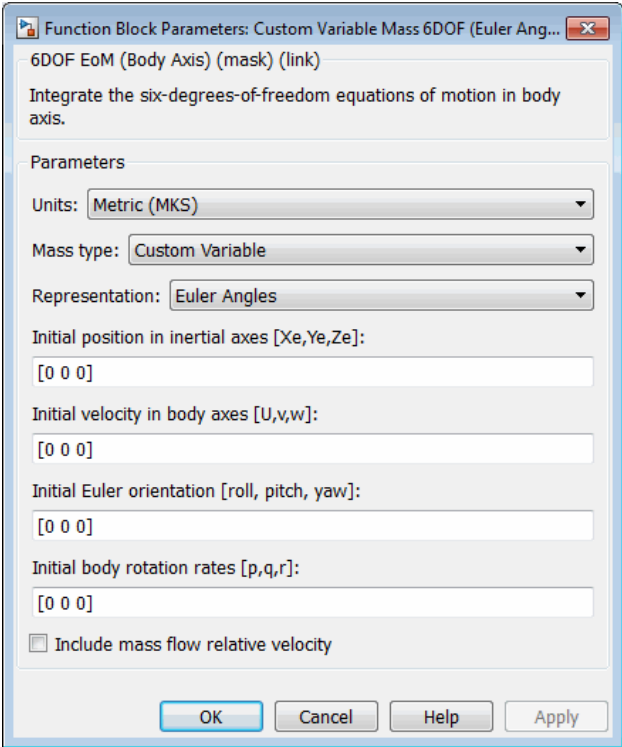 Function Block Parameters: Custom Variable Mass 6DOF (Euler Ang...
6DOF EoM (Body Axis) (mask) (link)
Integrate the six-degrees-of-freedom equations of motion in body
axis.
Parameters
Units: Metric (MKS)
Mass type: Custom Variable
Representation: Euler Angles
Initial position in inertial axes [Xe,Ye,Ze]:
[0 0 0]
Initial velocity in body axes [U,v,w]:
[0 0 0]
Initial Euler orientation [roll, pitch, yaw]:
[0 0 0]
Initial body rotation rates [p,q,r]:
[0 0 0]
Include mass flow relative velocity
OK Cancel Help Apply